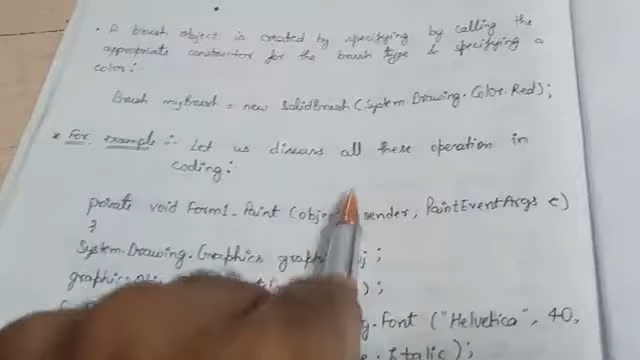 • A brush object is created by specifying by calling the
appropriate constructor for the brush type & specifying a
color:
Brush myBrush = new SolidBrush (System.Drawing.Color.Red);
* For example :- Let us discuss all these operation in
coding:
private void Form1_Paint (object sender, PaintEventArgs e)
{
System.Drawing.Graphics graphi j ;
graphics ) ;
g.Font ("Helvetica", 40,
e.Italic);